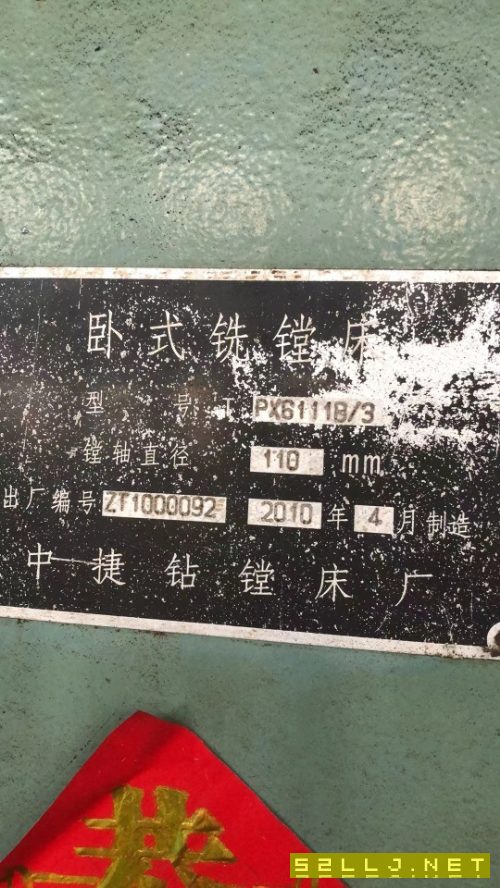 卧式铣镗床
型 号 T PX6111B/3
镗轴直径 110 mm
出厂编号 ZT1000092 2010 年 4 月制造
中捷钻镗床厂
52LLJ.NET